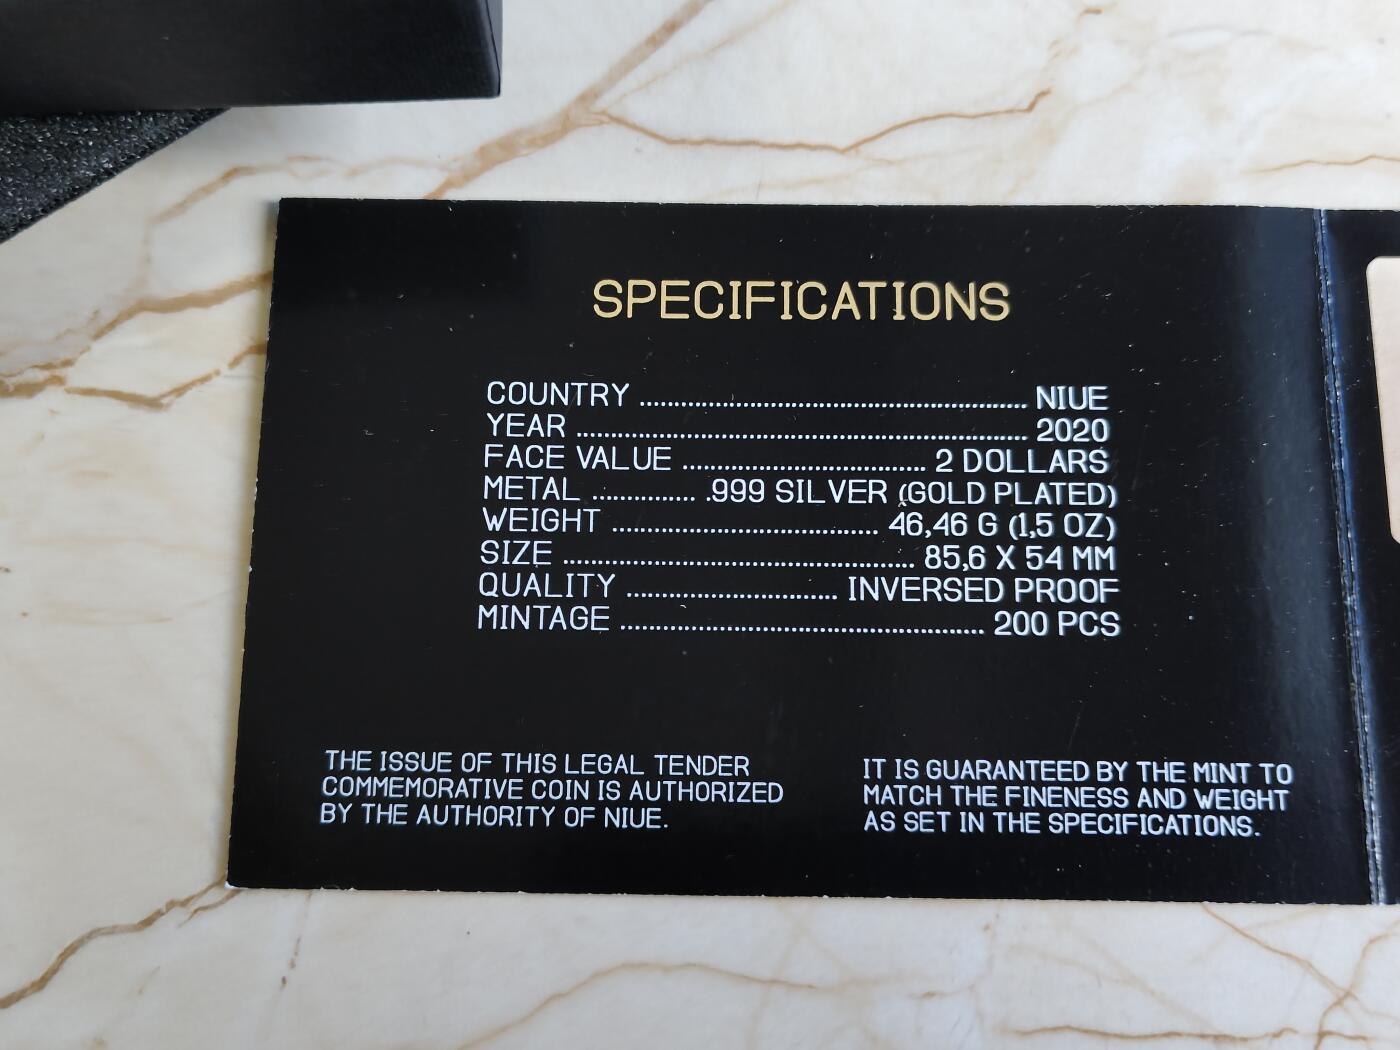 SPECIFICATIONS
COUNTRY ........................................................ NIUE
YEAR ................................................................. 2020
FACE VALUE ................................... 2 DOLLARS
METAL ............... .999 SILVER (GOLD PLATED)
WEIGHT ....................................... 46,46 G (1,5 OZ)
SIZE ................................................... 85,6 X 54 MM
QUALITY ............................... INVERSED PROOF
MINTAGE ..................................................... 200 PCS
THE ISSUE OF THIS LEGAL TENDER
COMMEMORATIVE COIN IS AUTHORIZED
BY THE AUTHORITY OF NIUE.
IT IS GUARANTEED BY THE MINT TO
MATCH THE FINENESS AND WEIGHT
AS SET IN THE SPECIFICATIONS.